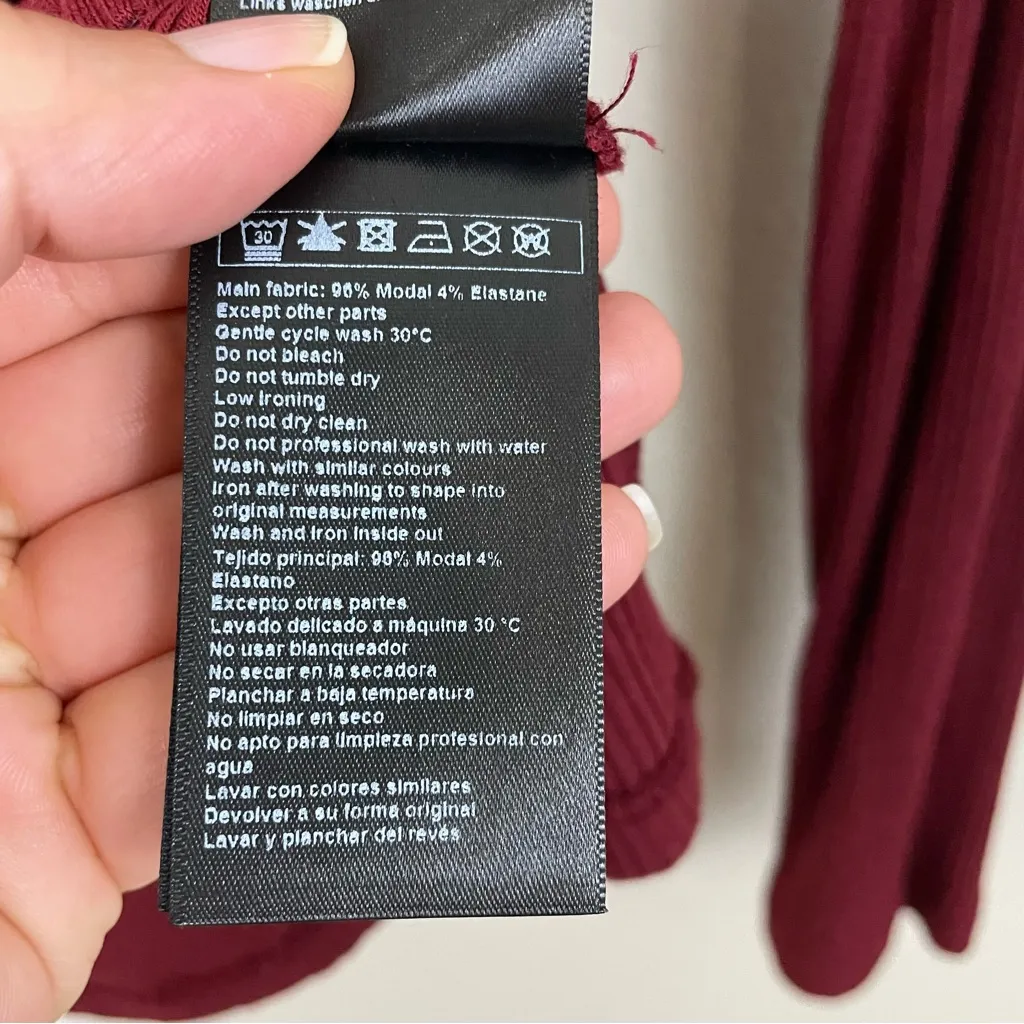 Links waschen
30
W
Main fabric: 96% Modal 4% Elastane
Except other parts
Gentle cycle wash 30°C
Do not bleach
Do not tumble dry
Low ironing
Do not dry clean
Do not professional wash with water
Wash with similar colours
Iron after washing to shape into
original measurements
Wash and iron inside out
Tejido principal: 96% Modal 4%
Elastano
Excepto otras partes
Lavado delicado a máquina 30 °C
No usar blanqueador
No secar en la secadora
Planchar a baja temperatura
No limpiar en seco
No apto para limpieza profesional con
agua
Lavar con colores similares
Devolver a su forma original
Lavar y planchar del revés